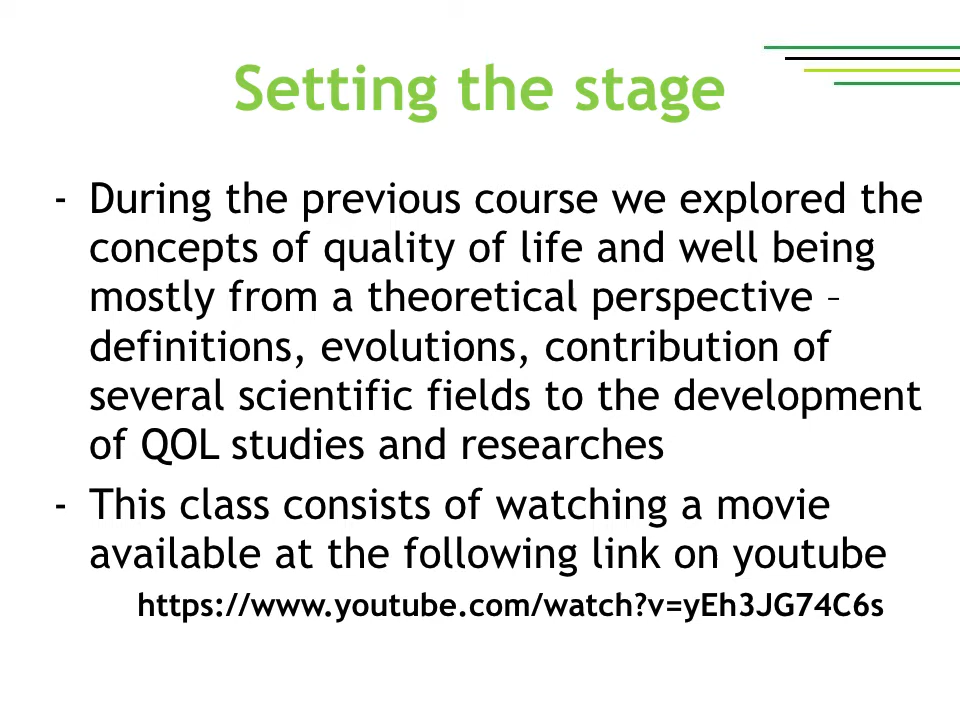 Setting the stage
- During the previous course we explored the
concepts of quality of life and well being
mostly from a theoretical perspective –
definitions, evolutions, contribution of
several scientific fields to the development
of QOL studies and researches
- This class consists of watching a movie
available at the following link on youtube
https://www.youtube.com/watch?v=yEh3JG74C6s